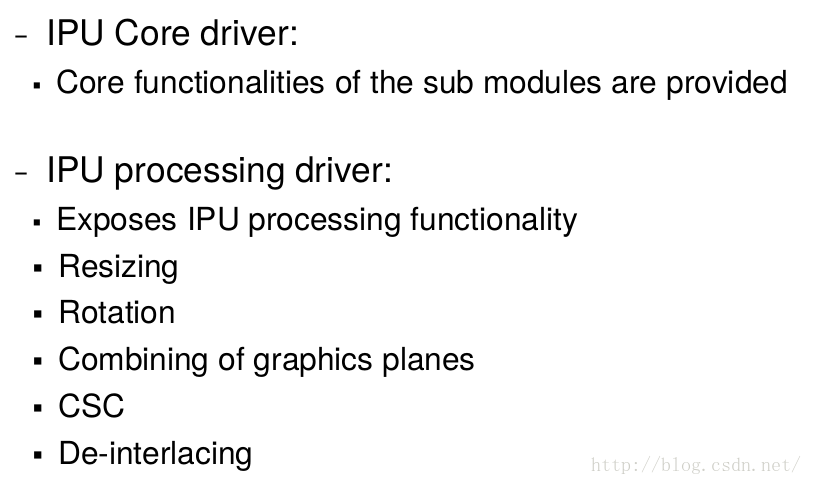 – IPU Core driver:
▪ Core functionalities of the sub modules are provided
– IPU processing driver:
▪ Exposes IPU processing functionality
▪ Resizing
▪ Rotation
▪ Combining of graphics planes
▪ CSC
▪ De-interlacing
http://blog.csdn.net/